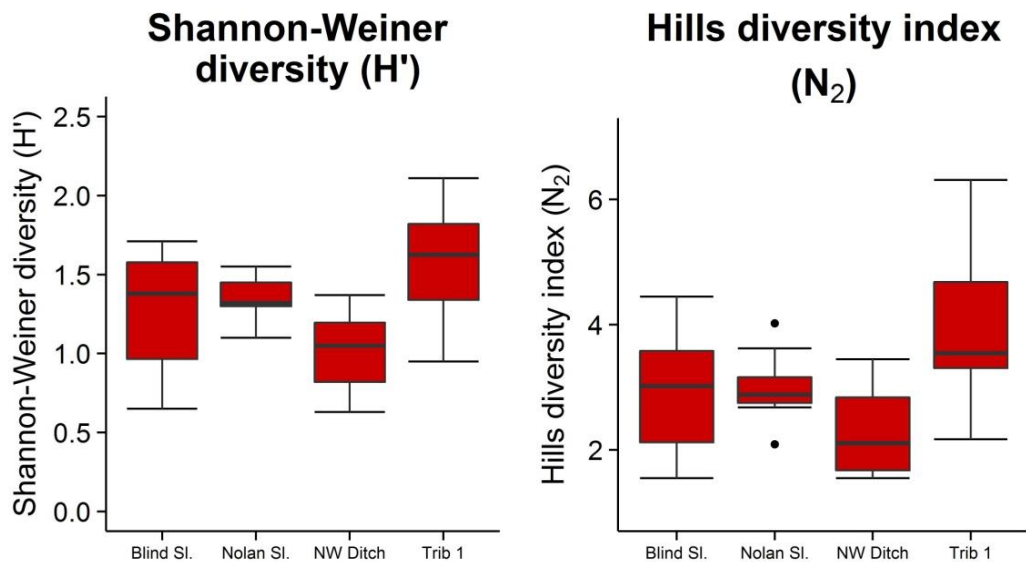 Shannon-Weiner
diversity (H')
Shannon-Weiner diversity (H')
2.5
2.0
1.5
1.0
0.5
0.0
Blind Sl.
Nolan Sl.
NW Ditch
Trib 1
Hills diversity index
(N₂)
Hills diversity index (N₂)
6
4
2
Blind Sl.
Nolan Sl.
NW Ditch
Trib 1